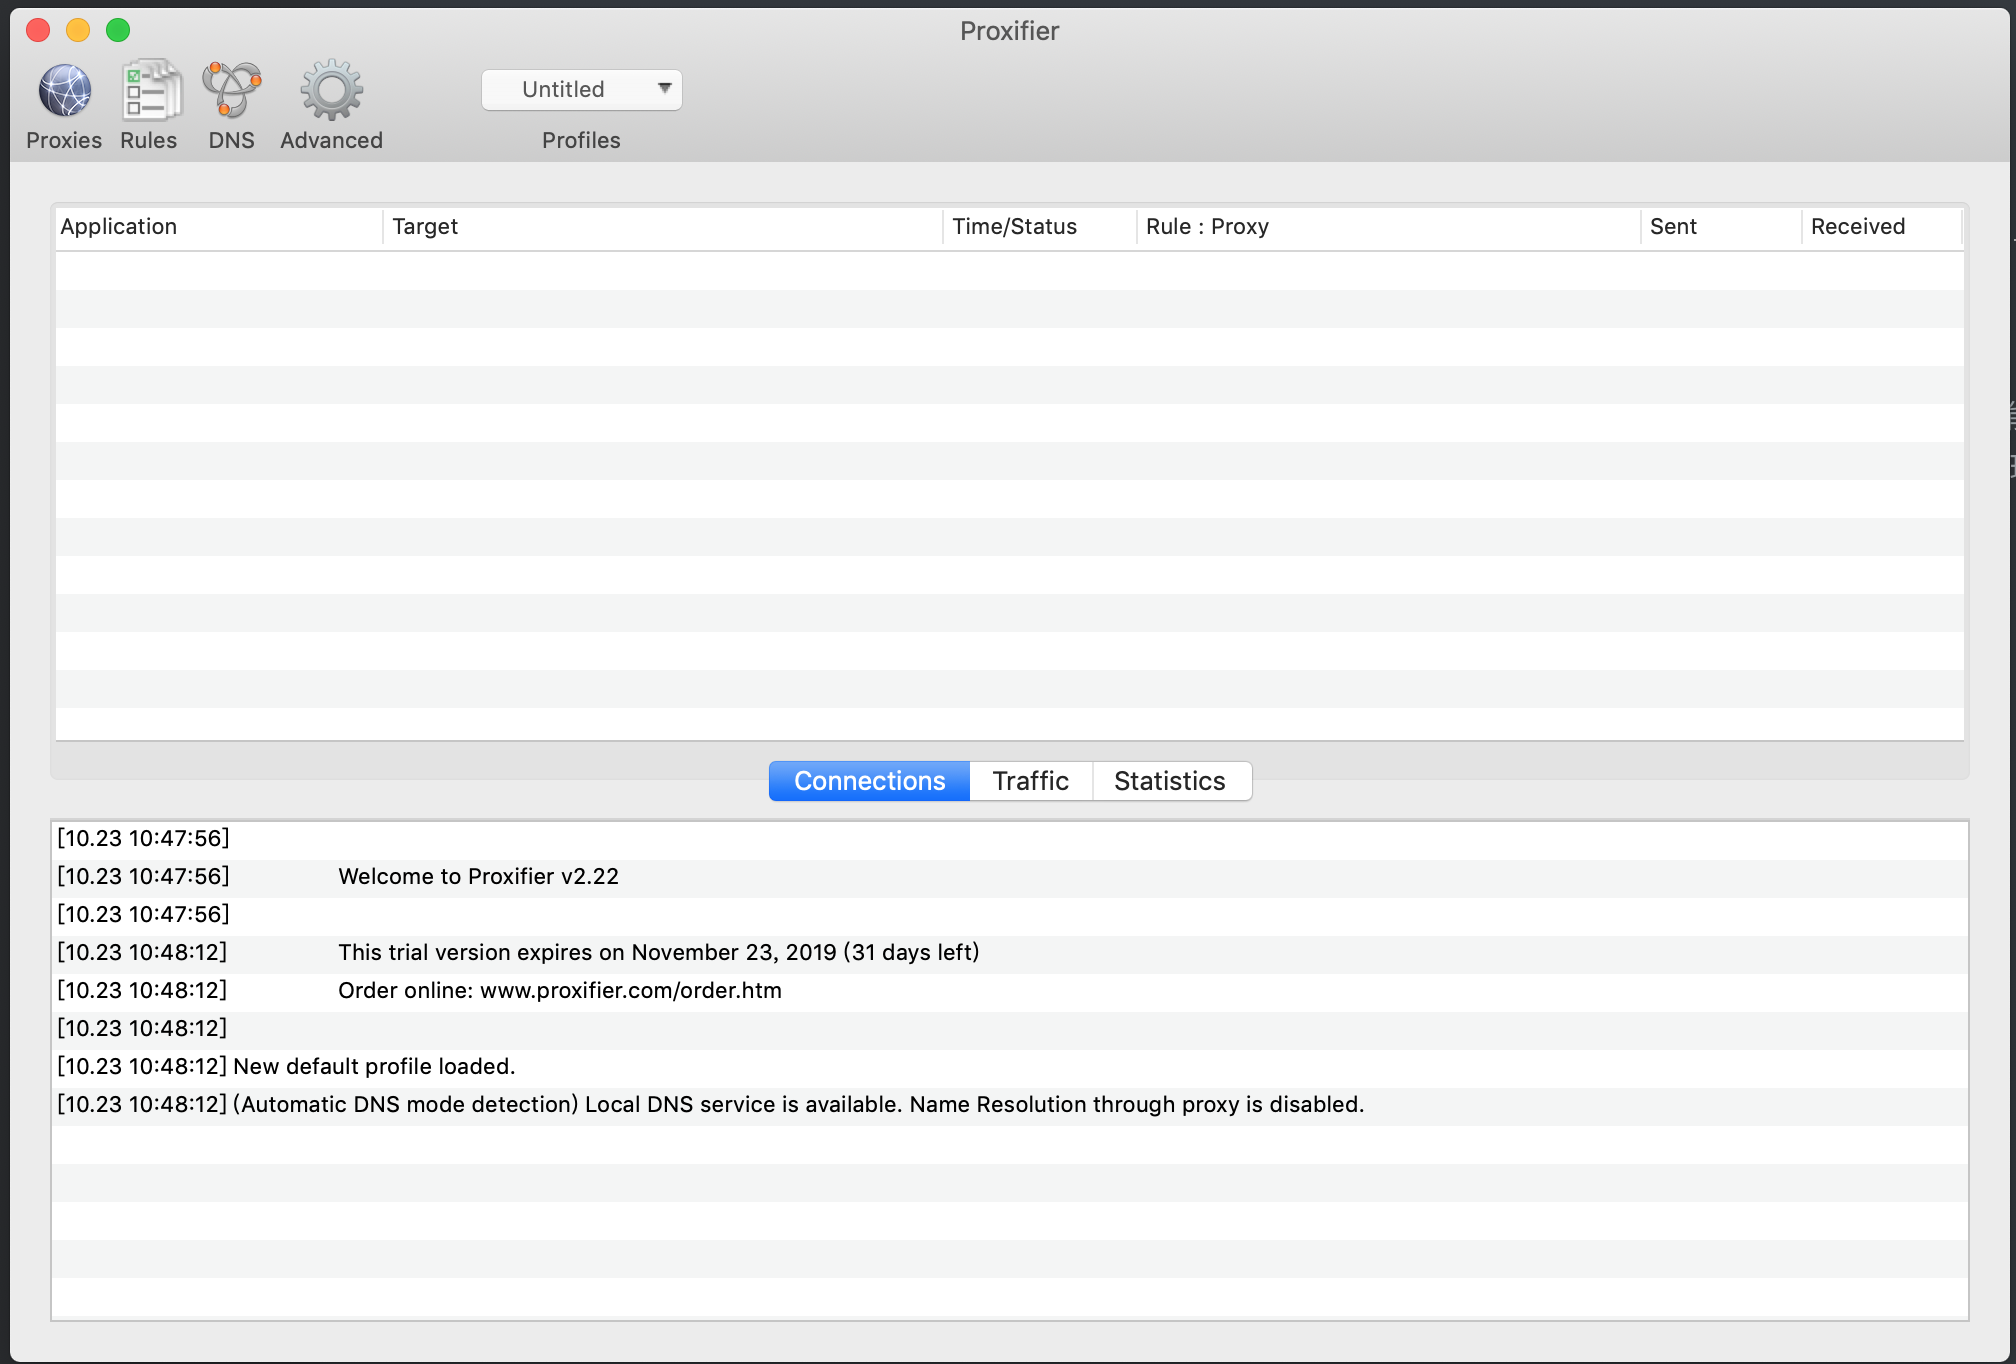 Proxifier
Proxies Rules DNS Advanced
Untitled
Profiles
Application Target Time/Status Rule : Proxy Sent Received
Connections Traffic Statistics
[10.23 10:47:56]
[10.23 10:47:56] Welcome to Proxifier v2.22
[10.23 10:47:56]
[10.23 10:48:12] This trial version expires on November 23, 2019 (31 days left)
[10.23 10:48:12] Order online: www.proxifier.com/order.htm
[10.23 10:48:12]
[10.23 10:48:12] New default profile loaded.
[10.23 10:48:12] (Automatic DNS mode detection) Local DNS service is available. Name Resolution through proxy is disabled.